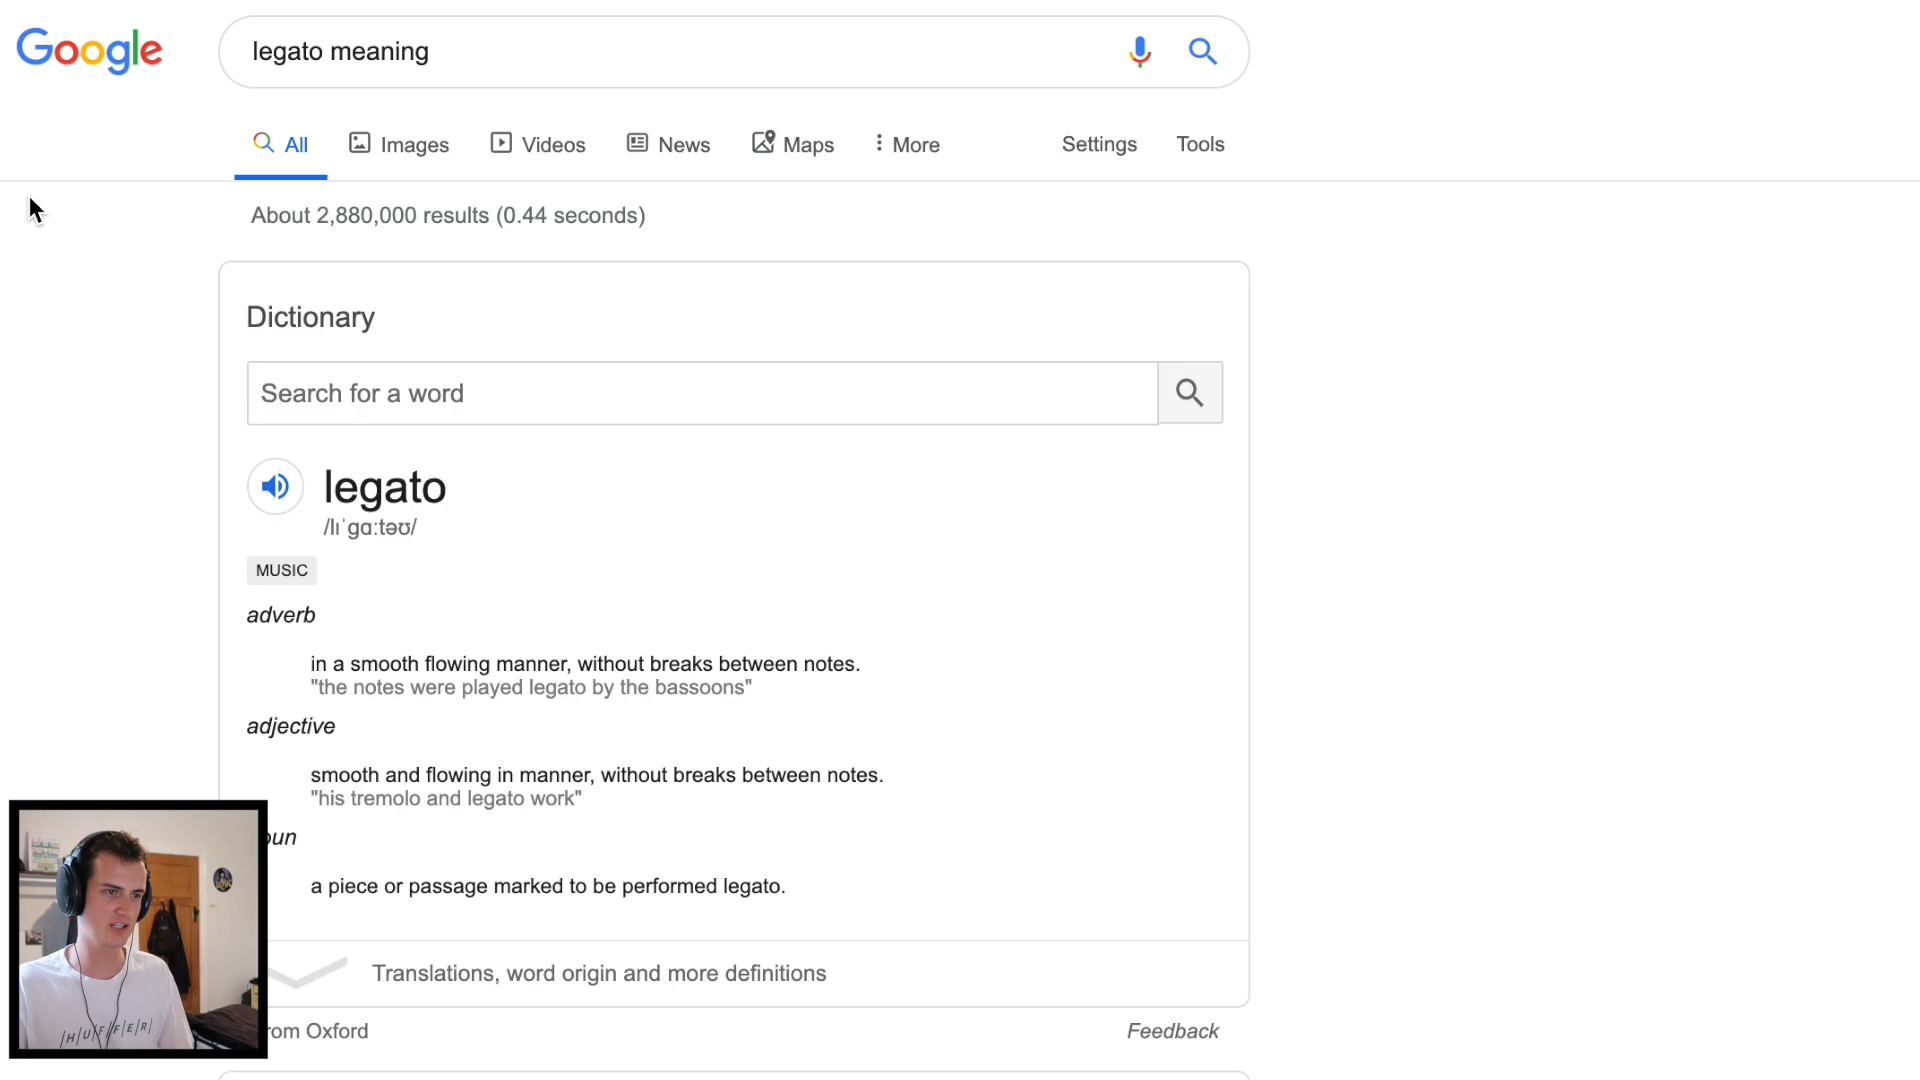 Google
legato meaning
All Images Videos News Maps More Settings Tools
About 2,880,000 results (0.44 seconds)
Dictionary
Search for a word
legato
/lɪˈɡɑːtəʊ/
MUSIC
adverb
in a smooth flowing manner, without breaks between notes.
"the notes were played legato by the bassoons"
adjective
smooth and flowing in manner, without breaks between notes.
"his tremolo and legato work"
oun
a piece or passage marked to be performed legato.
Translations, word origin and more definitions
rom Oxford
Feedback
/H/U/F/F/E/R/